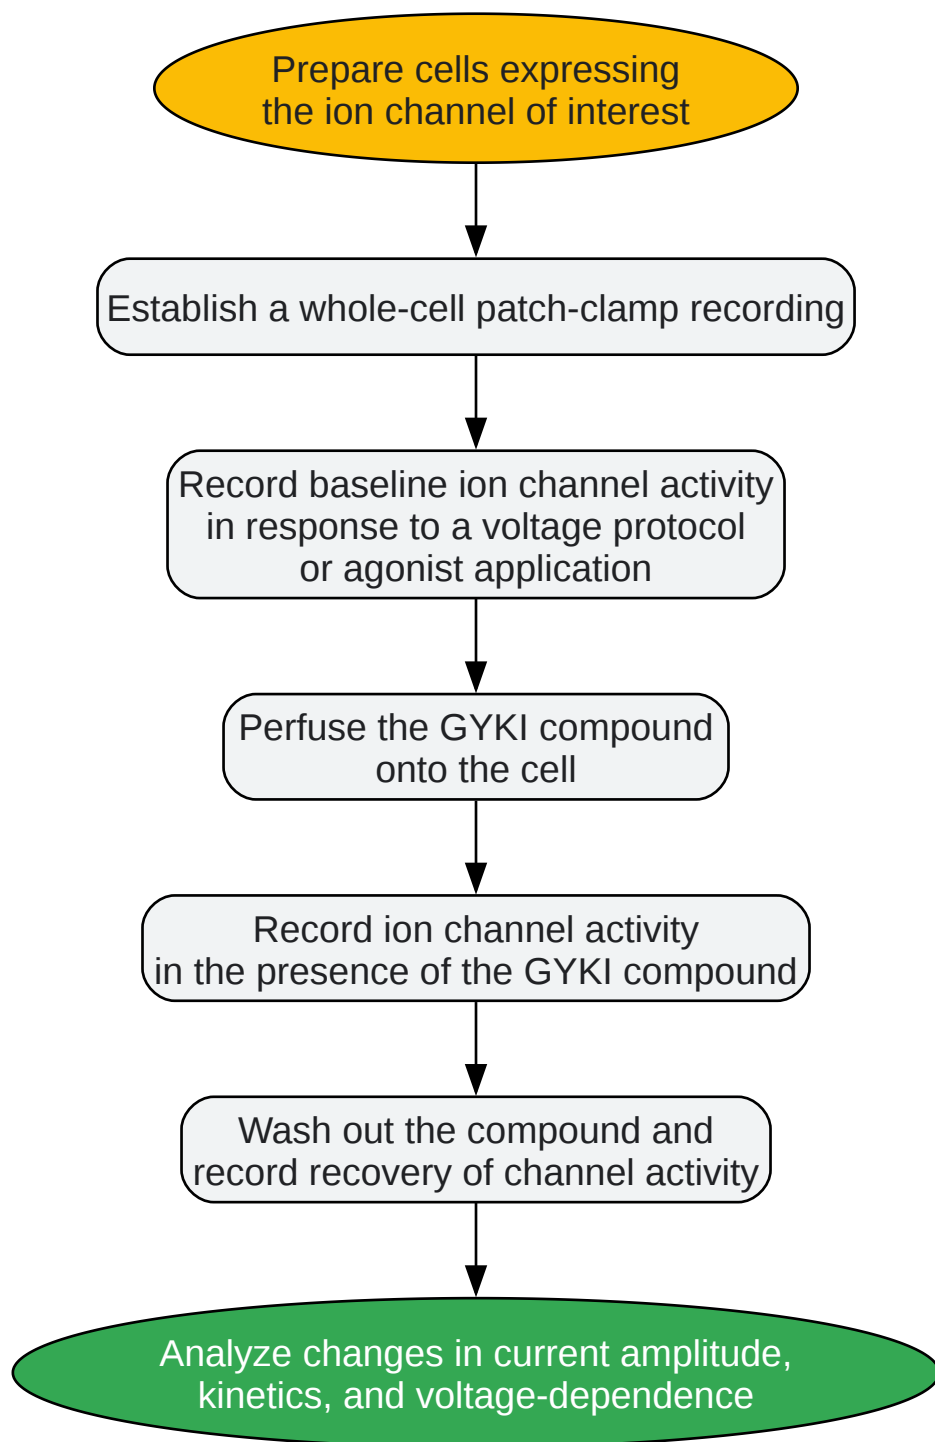 Prepare cells expressing
the ion channel of interest
Establish a whole-cell patch-clamp recording
Record baseline ion channel activity
in response to a voltage protocol
or agonist application
Perfuse the GYKI compound
onto the cell
Record ion channel activity
in the presence of the GYKI compound
Wash out the compound and
record recovery of channel activity
Analyze changes in current amplitude,
kinetics, and voltage-dependence